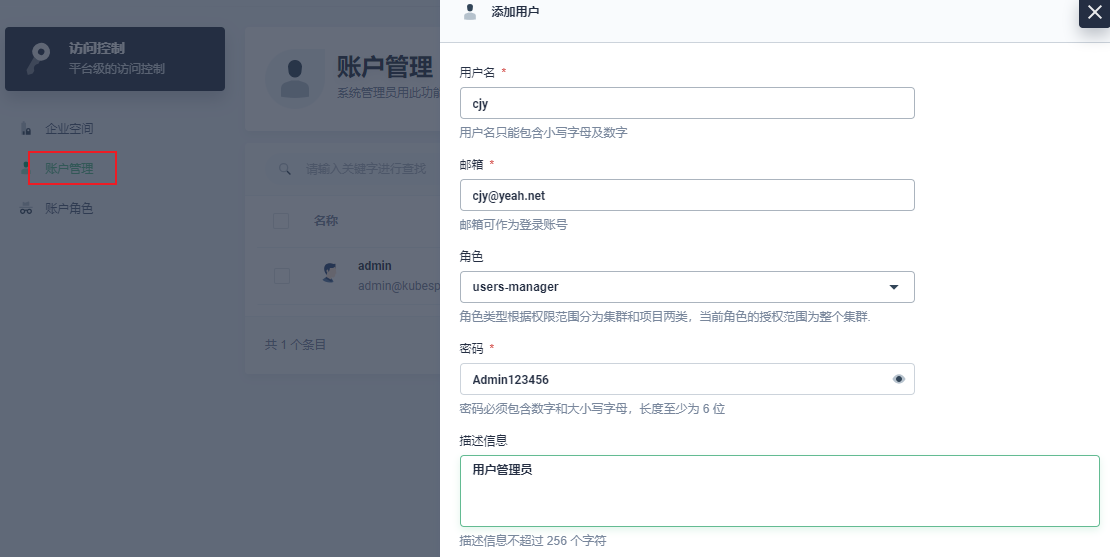 访问控制
平台级的访问控制
企业空间
账户管理
账户角色
账户管理
系统管理员用此功能
请输入关键字进行查找
名称
admin
admin@kubesp
共 1 个条目
添加用户
用户名 *
cjy
用户名只能包含小写字母及数字
邮箱 *
cjy@yeah.net
邮箱可作为登录账号
角色
users-manager
角色类型根据权限范围分为集群和项目两类，当前角色的授权范围为整个集群.
密码 *
Admin123456
密码必须包含数字和大小写字母，长度至少为 6 位
描述信息
用户管理员
描述信息不超过 256 个字符